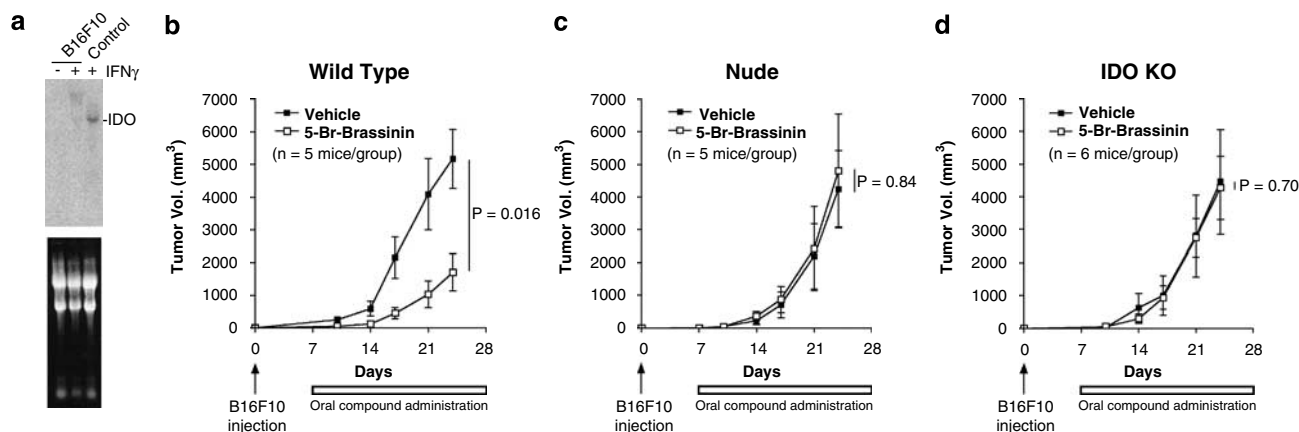 a
B16F10
Control
- + + IFNγ
-IDO
b
Wild Type
Tumor Vol. (mm³)
7000
6000
5000
4000
3000
2000
1000
0
Vehicle
5-Br-Brassinin
(n = 5 mice/group)
P = 0.016
0 7 14 21 28
Days
B16F10
injection
Oral compound administration
c
Nude
Tumor Vol. (mm³)
7000
6000
5000
4000
3000
2000
1000
0
Vehicle
5-Br-Brassinin
(n = 5 mice/group)
P = 0.84
0 7 14 21 28
Days
B16F10
injection
Oral compound administration
d
IDO KO
Tumor Vol. (mm³)
7000
6000
5000
4000
3000
2000
1000
0
Vehicle
5-Br-Brassinin
(n = 6 mice/group)
P = 0.70
0 7 14 21 28
Days
B16F10
injection
Oral compound administration